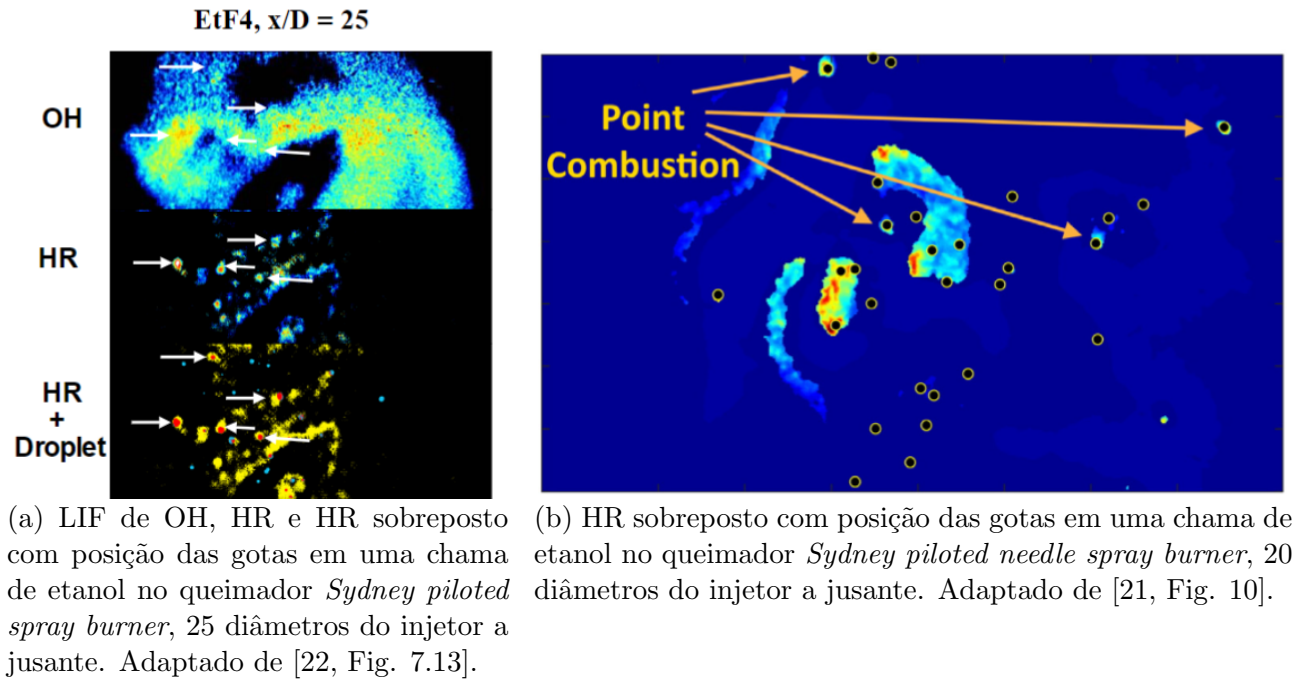 EtF4, x/D = 25
OH
HR
HR
+
Droplet
Point
Combustion
(a) LIF de OH, HR e HR sobreposto
com posição das gotas em uma chama
de etanol no queimador Sydney piloted
spray burner, 25 diâmetros do injetor a
jusante. Adaptado de [22, Fig. 7.13].
(b) HR sobreposto com posição das gotas em uma chama de
etanol no queimador Sydney piloted needle spray burner, 20
diâmetros do injetor a jusante. Adaptado de [21, Fig. 10].